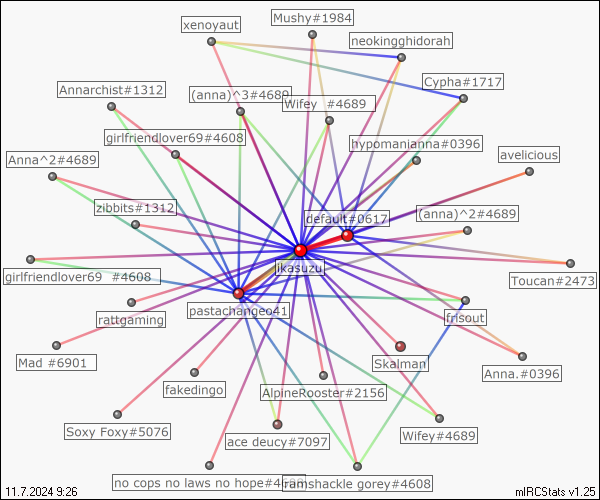 Mushy#1984
xenoyaut
neokingghidorah
Cypha#1717
Annarchist#1312
(anna)^3#4689
Wifey #4689
girlfriendlover69#4608
hypomanianna#0396
avelicious
Anna^2#4689
zibbits#1312
default#0617
(anna)^2#4689
ikasuzu
girlfriendlover69 #4608
Toucan#2473
pastachangeo41
rattgaming
frisout
Mad #6901
Skalman
Anna.#0396
fakedingo
AlpineRooster#2156
Soxy Foxy#5076
ace deucy#7097
Wifey#4689
no cops no laws no hope#4689
ramshackle gorey#4608
11.7.2024 9:26
mIRCStats v1.25